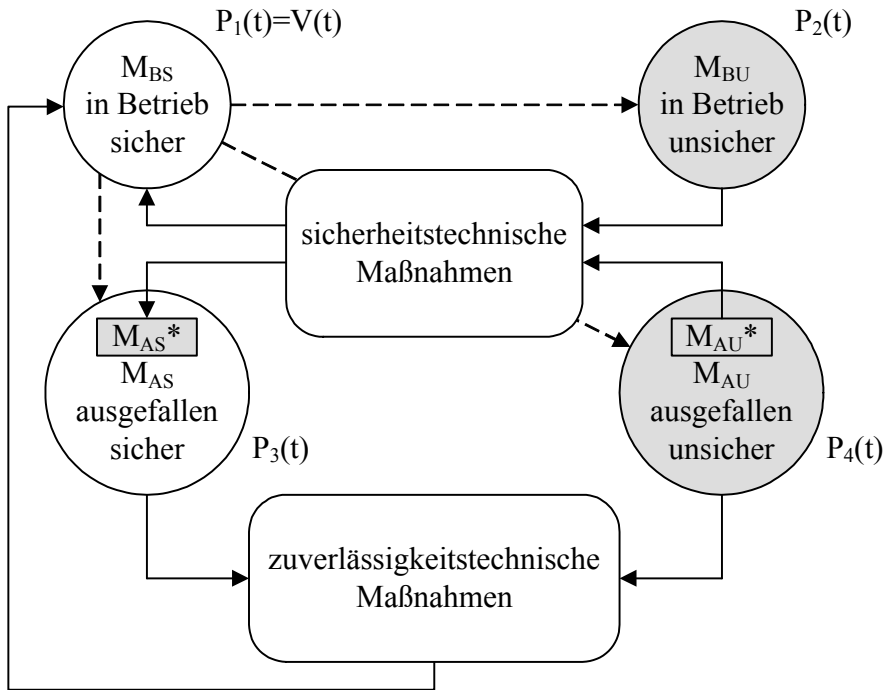 P1(t)=V(t)
P2(t)
MBS
in Betrieb
sicher
MBU
in Betrieb
unsicher
sicherheitstechnische
Maßnahmen
MAS*
MAS
ausgefallen
sicher
P3(t)
MAU*
MAU
ausgefallen
unsicher
P4(t)
zuverlässigkeitstechnische
Maßnahmen